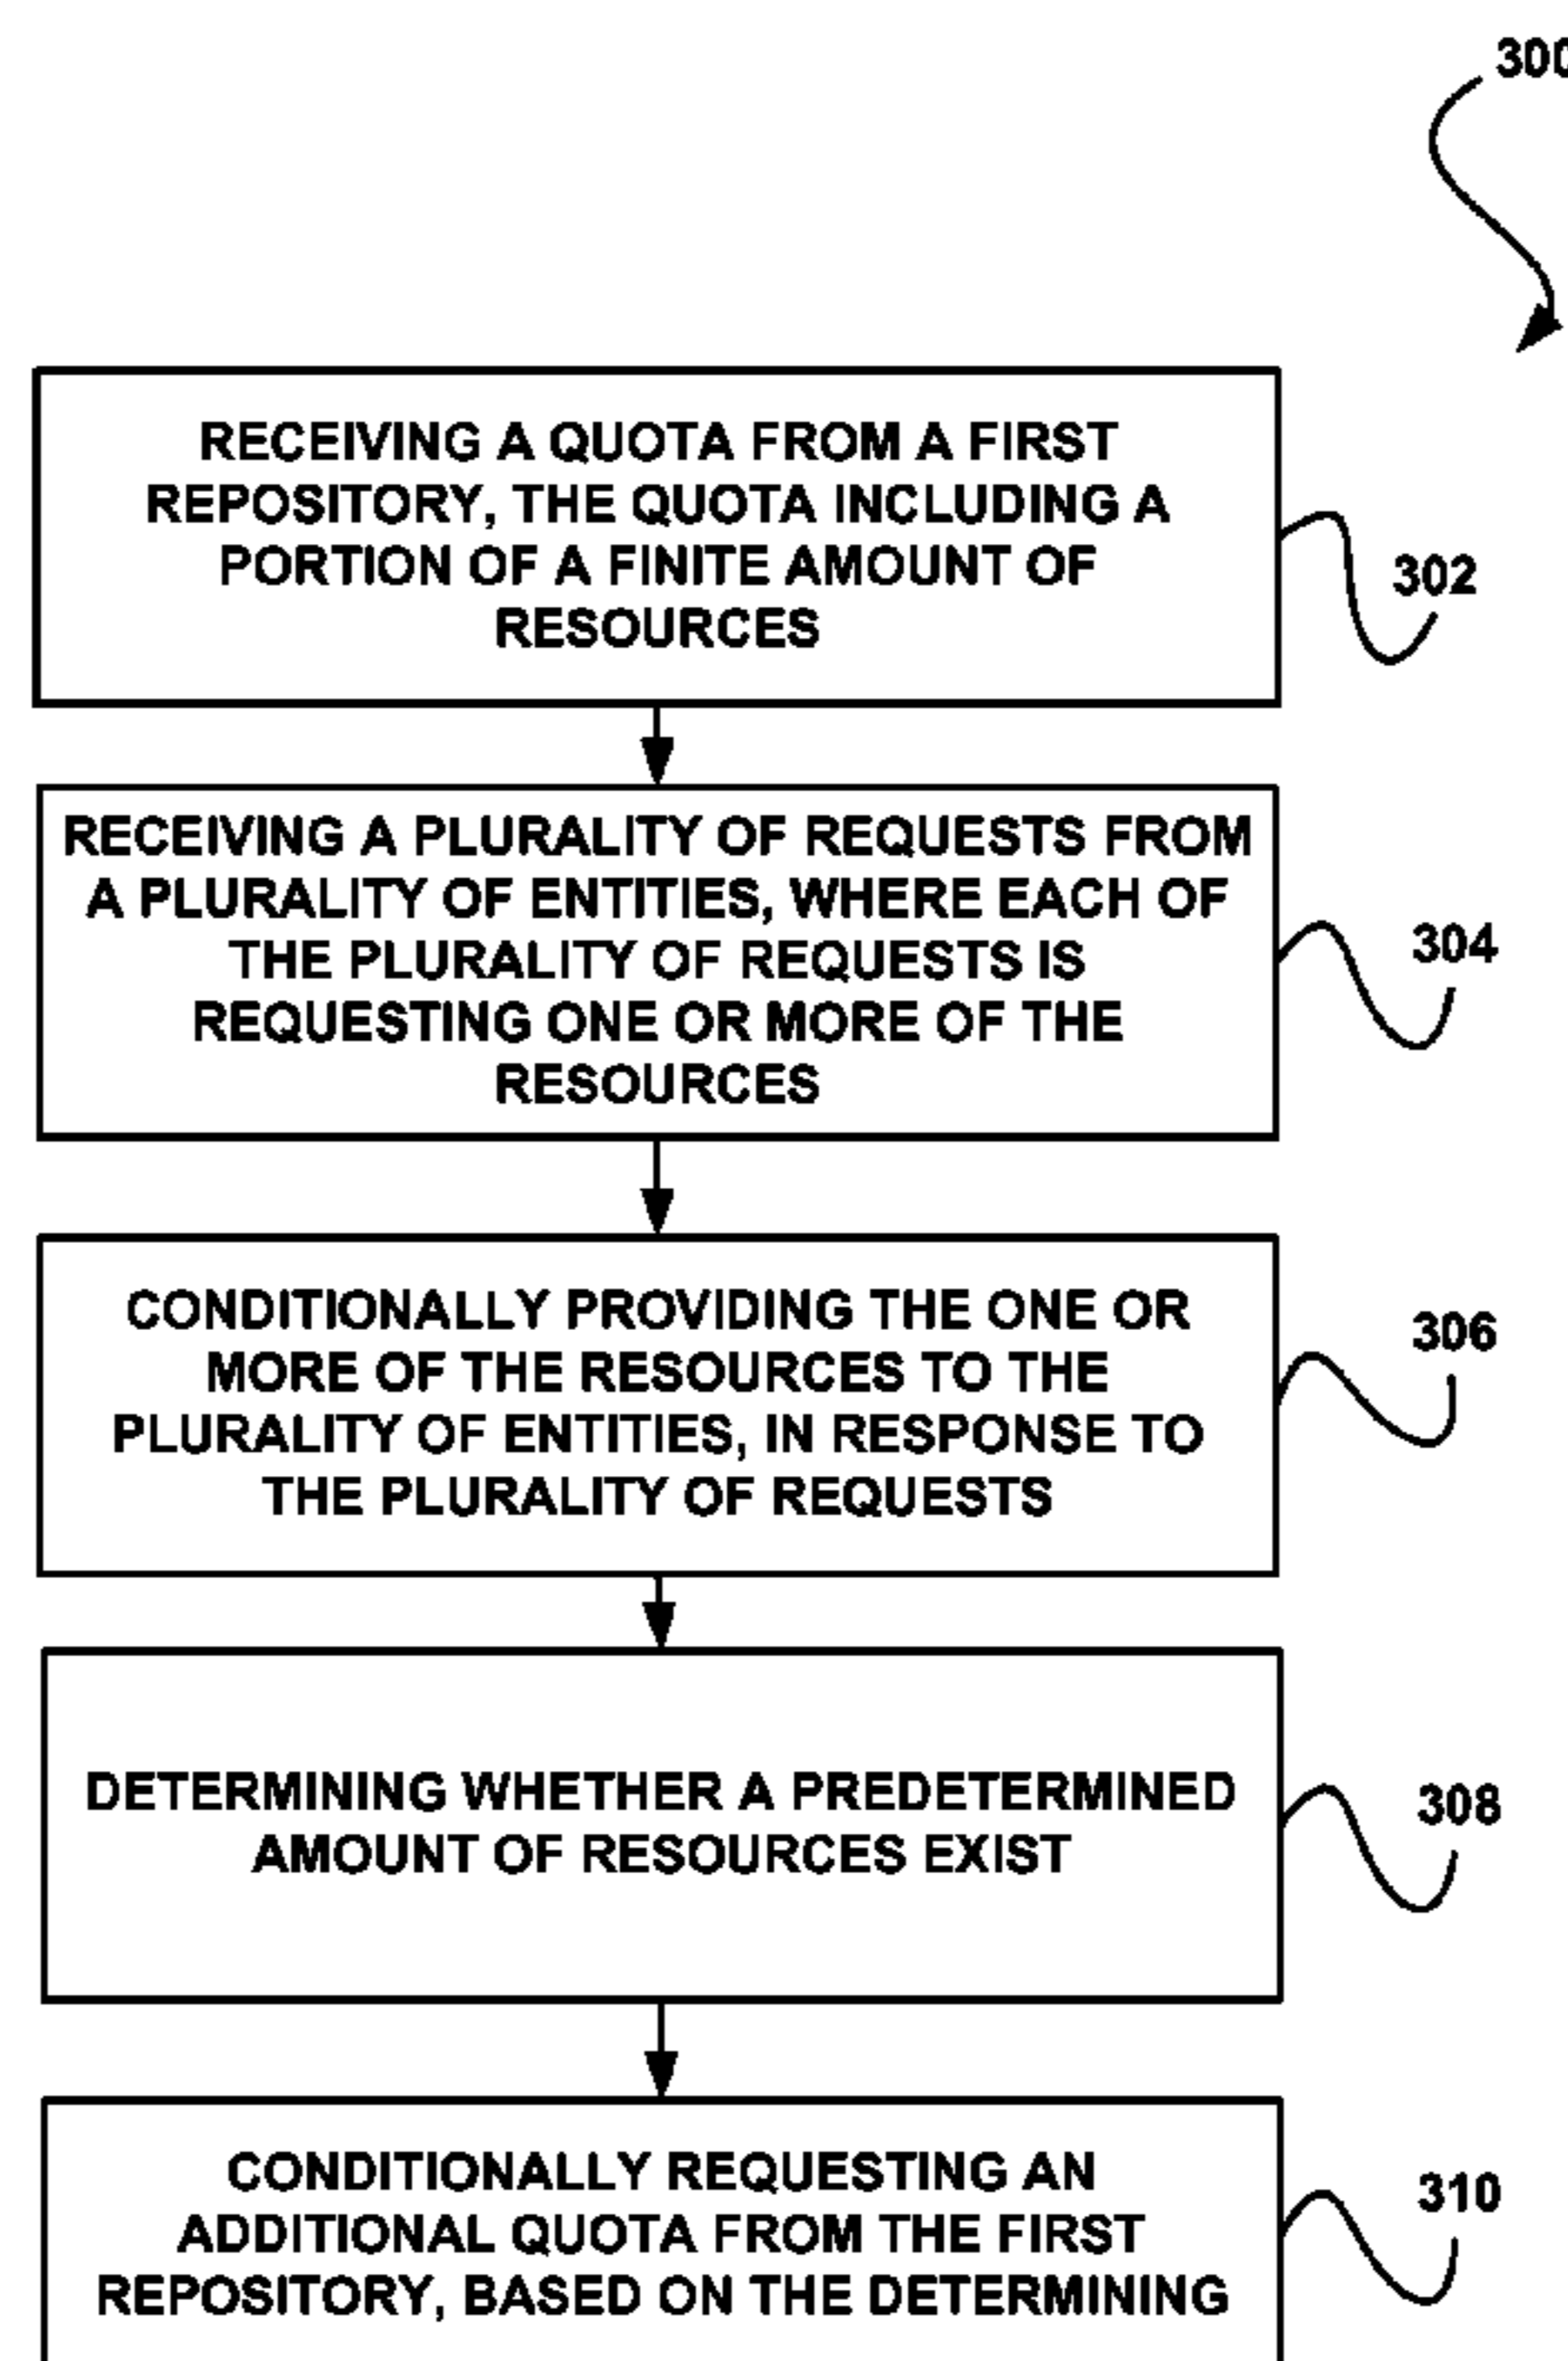 300
RECEIVING A QUOTA FROM A FIRST
REPOSITORY, THE QUOTA INCLUDING A
PORTION OF A FINITE AMOUNT OF
RESOURCES
302
RECEIVING A PLURALITY OF REQUESTS FROM
A PLURALITY OF ENTITIES, WHERE EACH OF
THE PLURALITY OF REQUESTS IS
REQUESTING ONE OR MORE OF THE
RESOURCES
304
CONDITIONALLY PROVIDING THE ONE OR
MORE OF THE RESOURCES TO THE
PLURALITY OF ENTITIES, IN RESPONSE TO
THE PLURALITY OF REQUESTS
306
DETERMINING WHETHER A PREDETERMINED
AMOUNT OF RESOURCES EXIST
308
CONDITIONALLY REQUESTING AN
ADDITIONAL QUOTA FROM THE FIRST
REPOSITORY, BASED ON THE DETERMINING
310